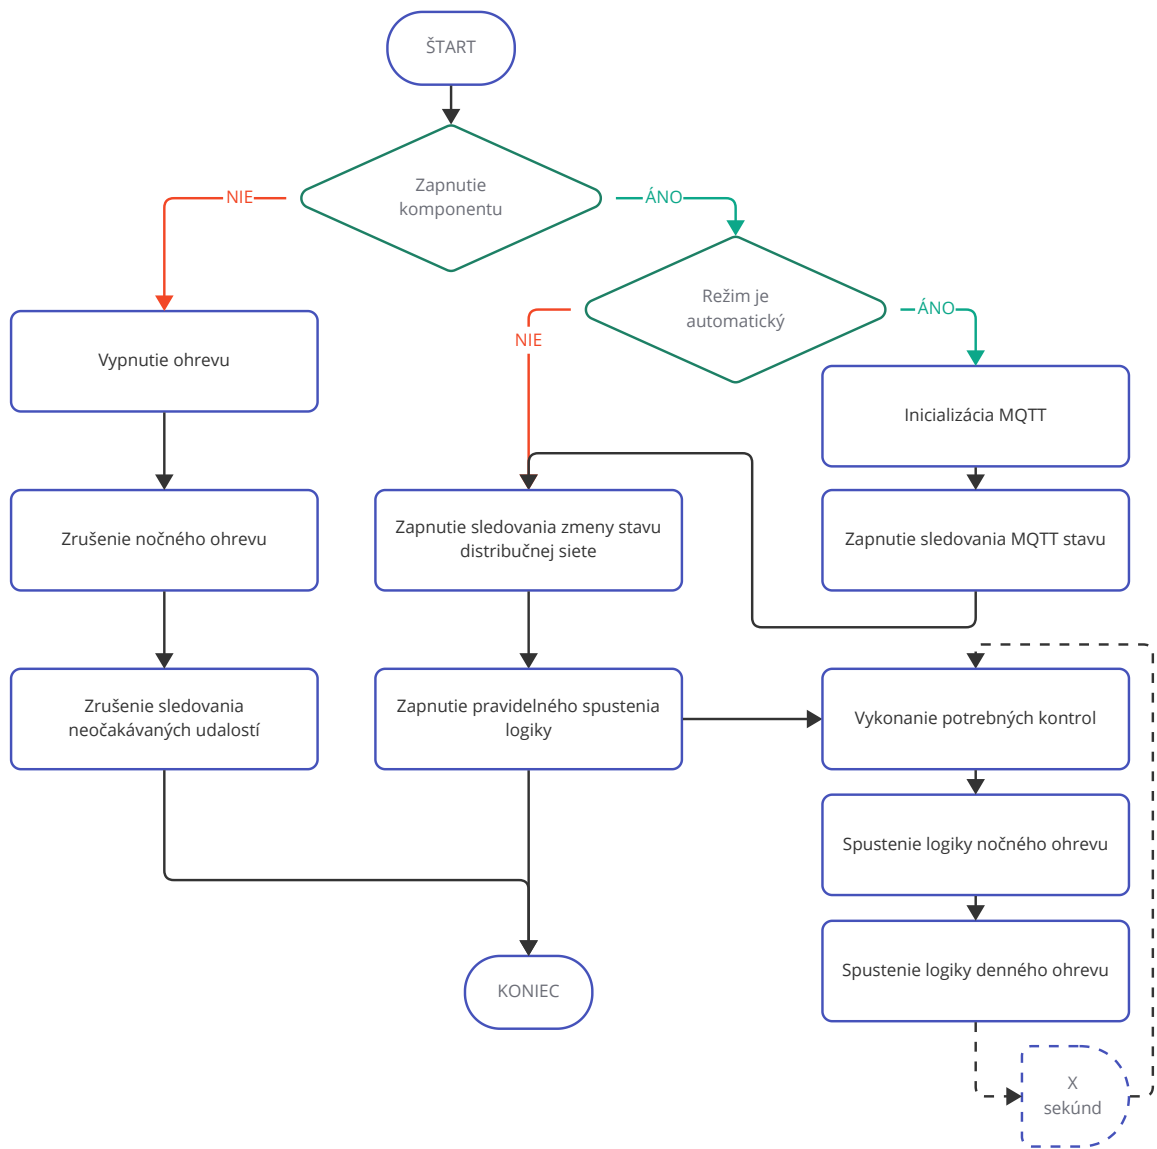 ŠTART
Zapnutie
komponentu
NIE
ÁNO
Režim je
automatický
NIE
ÁNO
Vypnutie ohrevu
Inicializácia MQTT
Zrušenie nočného ohrevu
Zapnutie sledovania zmeny stavu
distribučnej siete
Zapnutie sledovania MQTT stavu
Zrušenie sledovania
neočakávaných udalostí
Zapnutie pravidelného spustenia
logiky
Vykonanie potrebných kontrol
Spustenie logiky nočného ohrevu
Spustenie logiky denného ohrevu
KONIEC
X
sekúnd